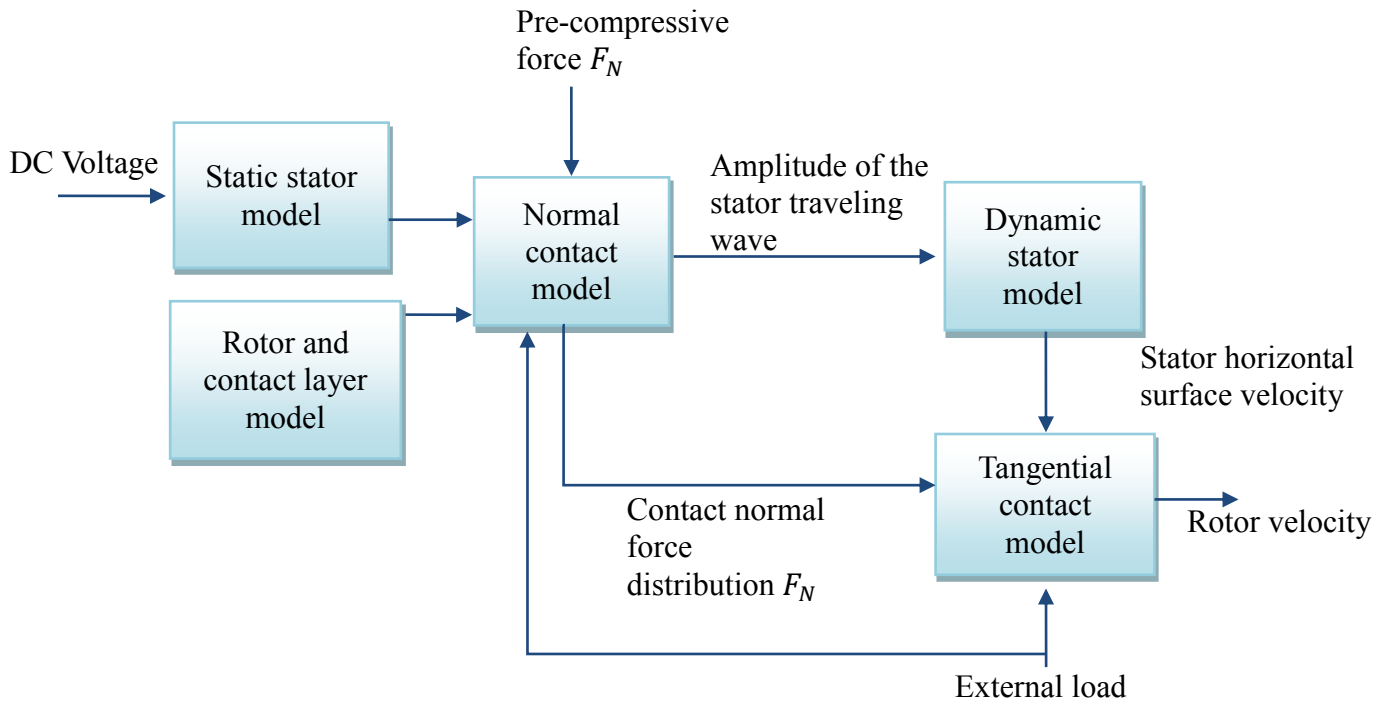 Pre-compressive
force F_N
DC Voltage
Static stator
model
Normal
contact
model
Amplitude of the
stator traveling
wave
Dynamic
stator
model
Rotor and
contact layer
model
Stator horizontal
surface velocity
Tangential
contact
model
Contact normal
force
distribution F_N
Rotor velocity
External load